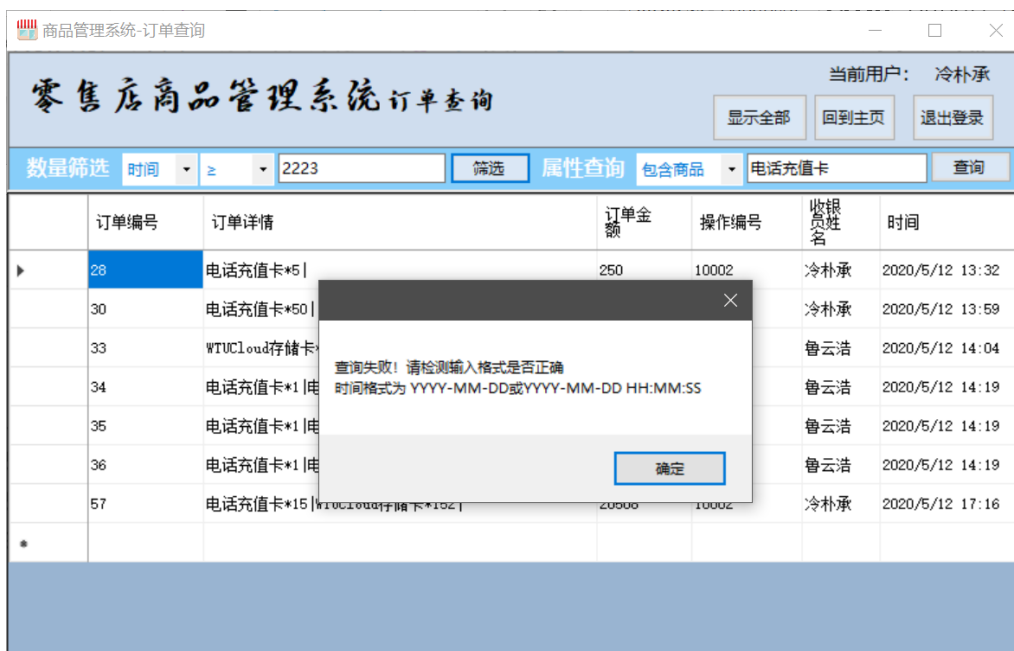 商品管理系统-订单查询
零售店商品管理系统订单查询
当前用户： 冷朴承
显示全部 回到主页 退出登录
数量筛选 时间 ≥ 2223 筛选 属性查询 包含商品 电话充值卡 查询
订单编号 订单详情 订单金额 操作编号 收银员姓名 时间
28 电话充值卡*5| 250 10002 冷朴承 2020/5/12 13:32
30 电话充值卡*50| 冷朴承 2020/5/12 13:59
33 WTUCloud存储卡* 鲁云浩 2020/5/12 14:04
34 电话充值卡*1|电 鲁云浩 2020/5/12 14:19
35 电话充值卡*1|电 鲁云浩 2020/5/12 14:19
36 电话充值卡*1|电 鲁云浩 2020/5/12 14:19
57 电话充值卡*15|WTUCloud存储卡*152| 10002 冷朴承 2020/5/12 17:16
查询失败！请检测输入格式是否正确
时间格式为 YYYY-MM-DD或YYYY-MM-DD HH:MM:SS
确定